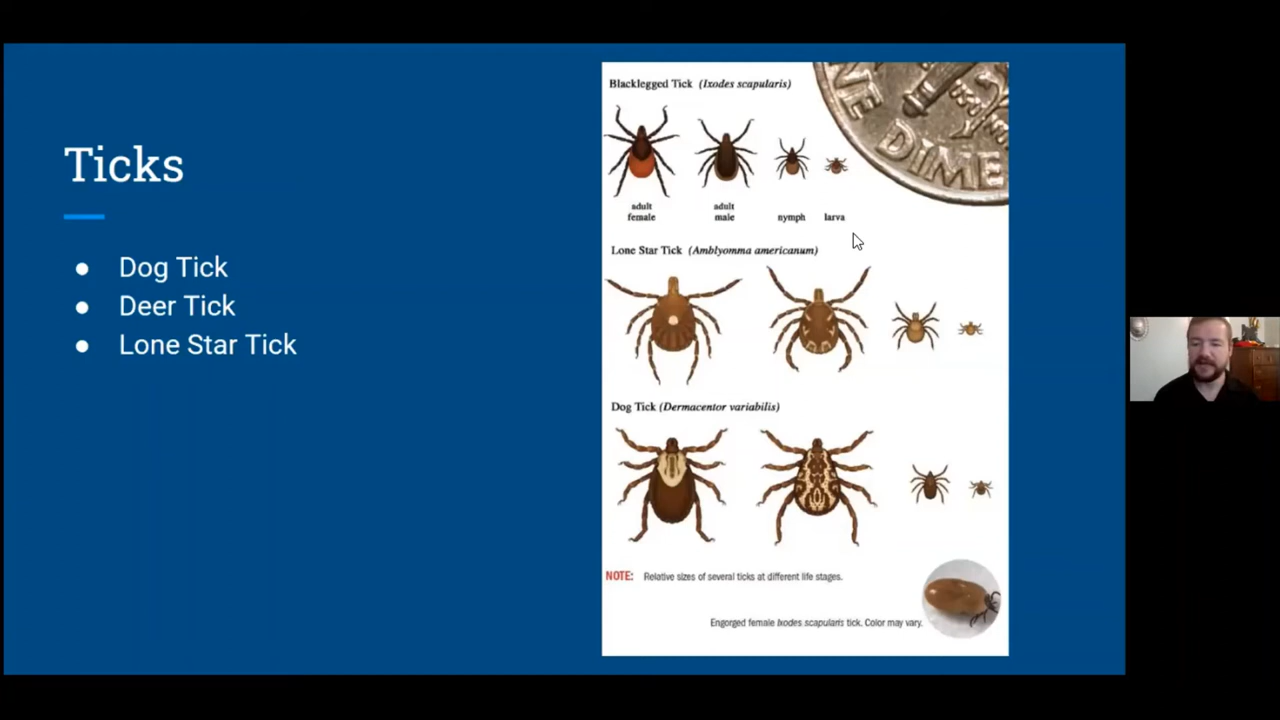 Ticks
● Dog Tick
● Deer Tick
● Lone Star Tick
Blacklegged Tick (Ixodes scapularis)
NE DIME
adult female
adult male
nymph
larva
Lone Star Tick (Amblyomma americanum)
Dog Tick (Dermacentor variabilis)
NOTE: Relative sizes of several ticks at different life stages.
Engorged female Ixodes scapularis tick. Color may vary.